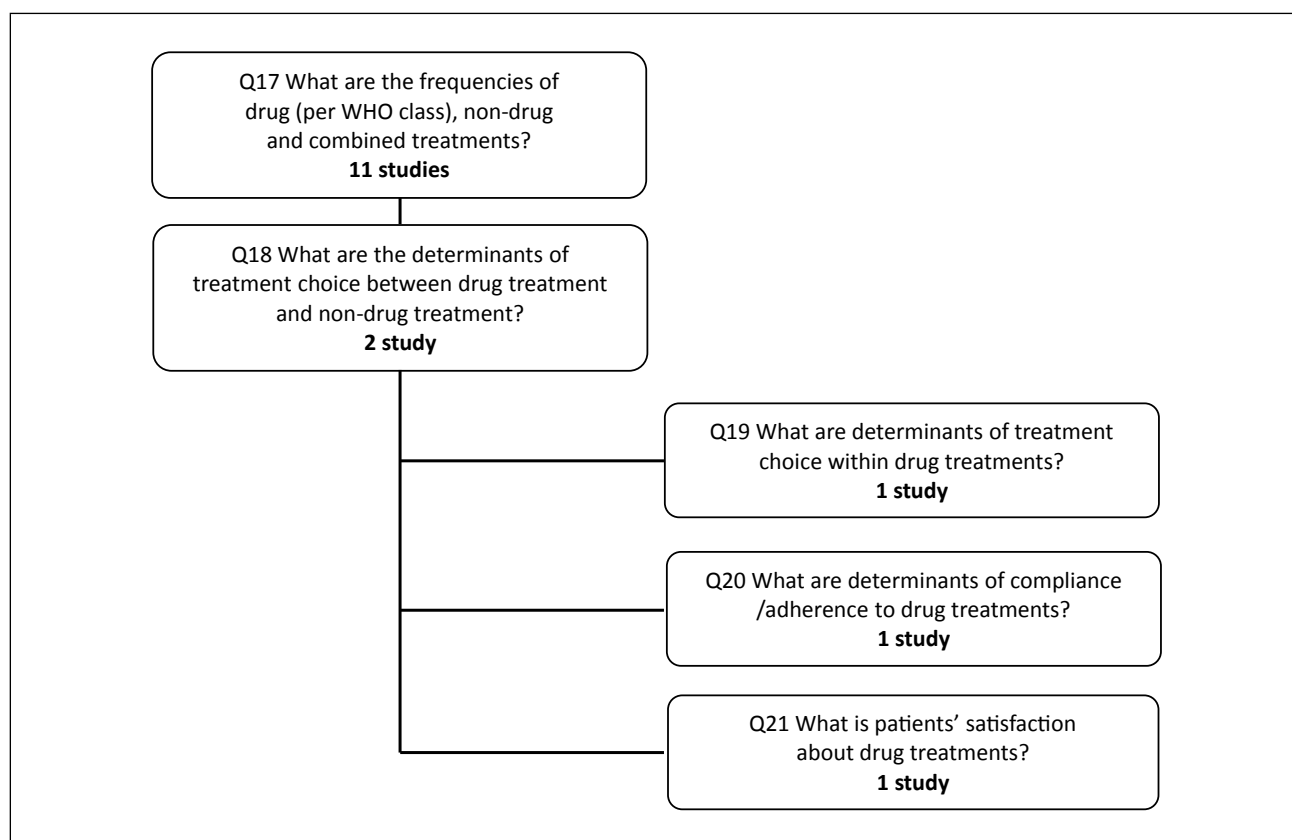 Q17 What are the frequencies of
drug (per WHO class), non-drug
and combined treatments?
11 studies
Q18 What are the determinants of
treatment choice between drug treatment
and non-drug treatment?
2 study
Q19 What are determinants of treatment
choice within drug treatments?
1 study
Q20 What are determinants of compliance
/adherence to drug treatments?
1 study
Q21 What is patients’ satisfaction
about drug treatments?
1 study